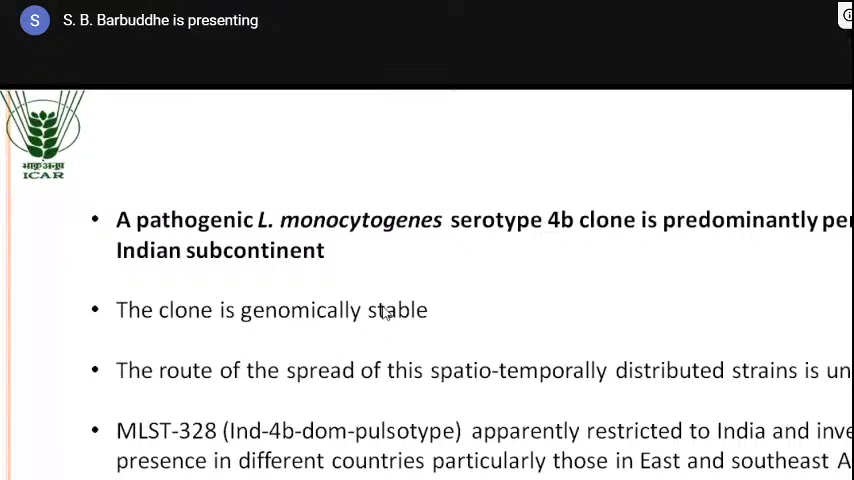 S
S. B. Barbuddhe is presenting
भाकृअनुप
ICAR
• A pathogenic L. monocytogenes serotype 4b clone is predominantly
Indian subcontinent
• The clone is genomically stable
• The route of the spread of this spatio-temporally distributed strains is
• MLST-328 (Ind-4b-dom-pulsotype) apparently restricted to India and
presence in different countries particularly those in East and southeast